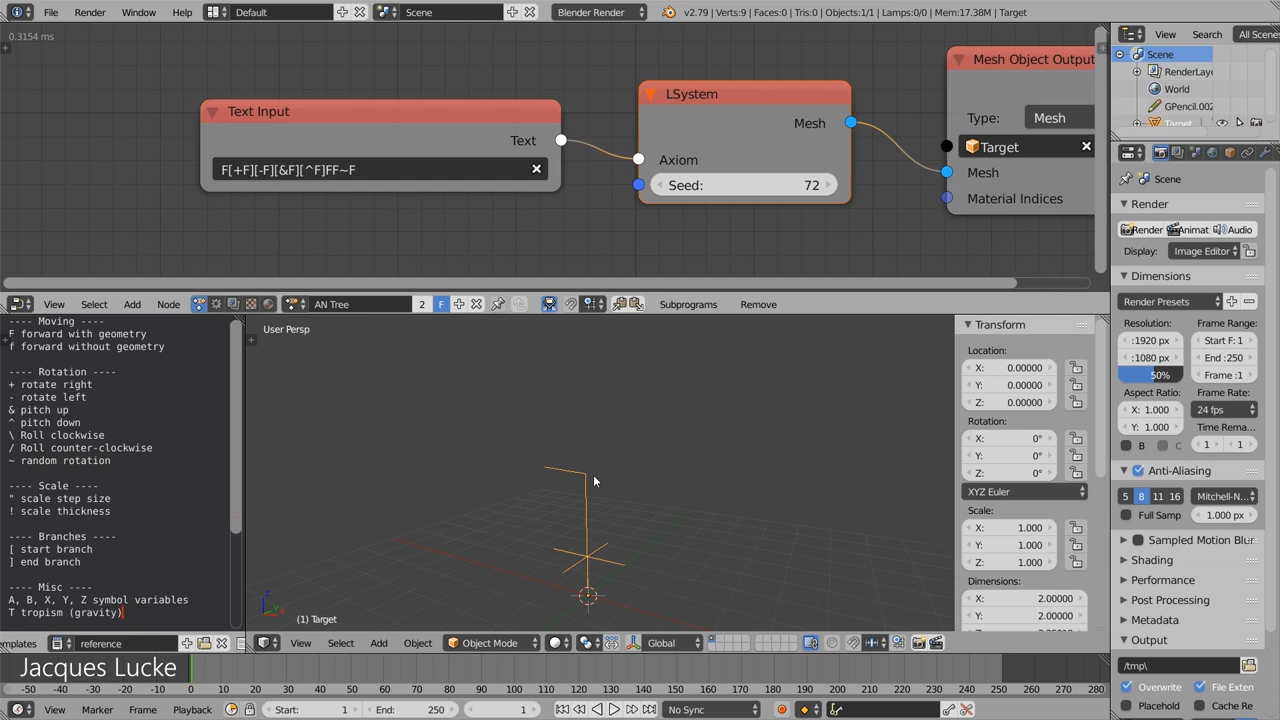 File Render Window Help Default Scene Blender Render v2.79 | Verts:9 | Faces:0 | Tris:0 | Objects:1/1 | Lamps:0/0 | Mem:17.38M | Target
0.3154 ms
Text Input
Text
F[+F][-F][&F][^F]FF~F
LSystem
Mesh
Axiom
Seed: 72
Mesh Object Output
Type: Mesh
Target
Mesh
Material Indices
View Select Add Node AN Tree 2 F Subprograms Remove
---- Moving ----
F forward with geometry
f forward without geometry
---- Rotation ----
+ rotate right
- rotate left
& pitch up
^ pitch down
\ Roll clockwise
/ Roll counter-clockwise
~ random rotation
---- Scale ----
" scale step size
! scale thickness
---- Branches ----
[ start branch
] end branch
---- Misc ----
A, B, X, Y, Z symbol variables
T tropism (gravity)
mplates reference
User Persp
(1) Target
View Select Add Object Object Mode Global
Transform
Location:
X: 0.00000
Y: 0.00000
Z: 0.00000
Rotation:
X: 0°
Y: 0°
Z: 0°
XYZ Euler
Scale:
X: 1.000
Y: 1.000
Z: 1.000
Dimensions:
X: 2.00000
Y: 2.00000
View Search All Scene
Scene
RenderLaye
World
GPencil.002
Target
Scene
Render
Render Animat Audio
Display: Image Editor
Dimensions
Render Presets
Resolution: Frame Range:
:1920 px Start F: 1
:1080 px End :250
50% Frame :1
Aspect Ratio: Frame Rate:
X: 1.000 24 fps
Y: 1.000 Time Rema...
B C 1 1
Anti-Aliasing
5 8 11 16 Mitchell-N...
Full Samp 1.000 px
Sampled Motion Blur
Shading
Performance
Post Processing
Metadata
Output
/tmp\
Overwrite File Exten
Placehold Cache Re
Jacques Lucke
-50 -40 -30 -20 -10 0 10 20 30 40 50 60 70 80 90 100 110 120 130 140 150 160 170 180 190 200 210 220 230 240 250 260 270 280
View Marker Frame Playback Start: 1 End: 250 1 No Sync